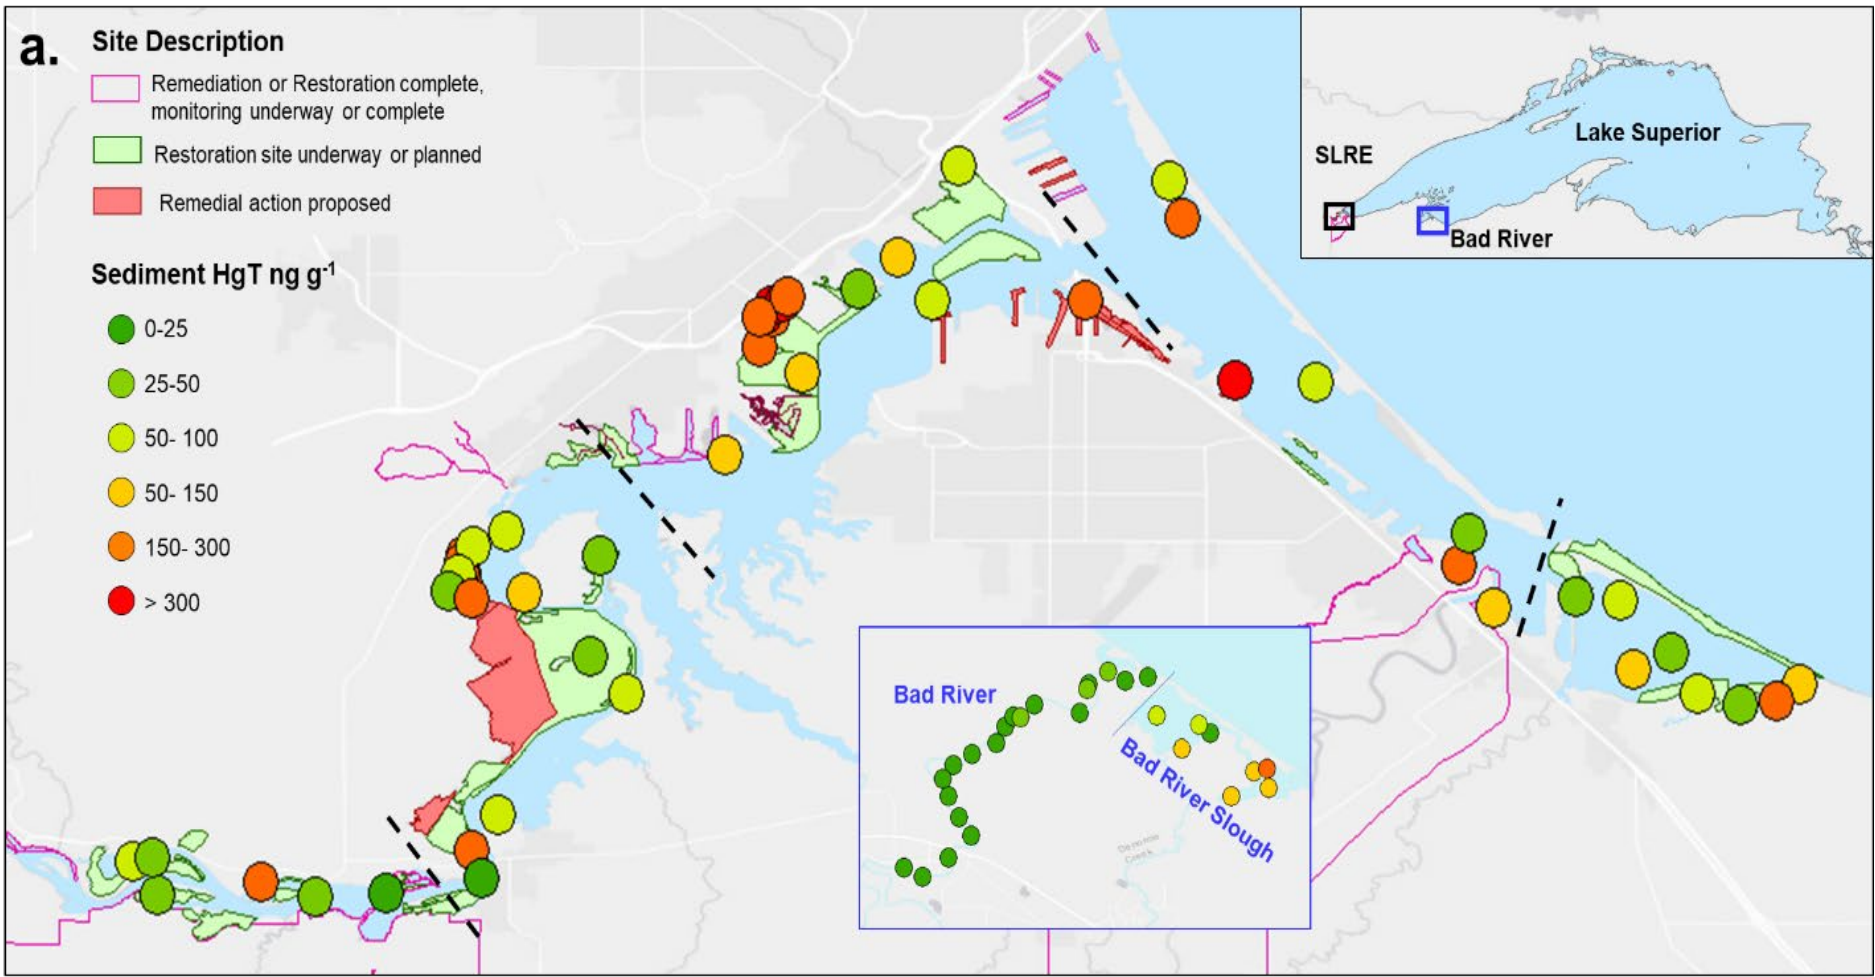 a.
Site Description
Remediation or Restoration complete,
monitoring underway or complete
Restoration site underway or planned
Remedial action proposed
Sediment HgT ng g⁻¹
0-25
25-50
50- 100
50- 150
150- 300
> 300
SLRE
Lake Superior
Bad River
Bad River
Bad River Slough
Creek